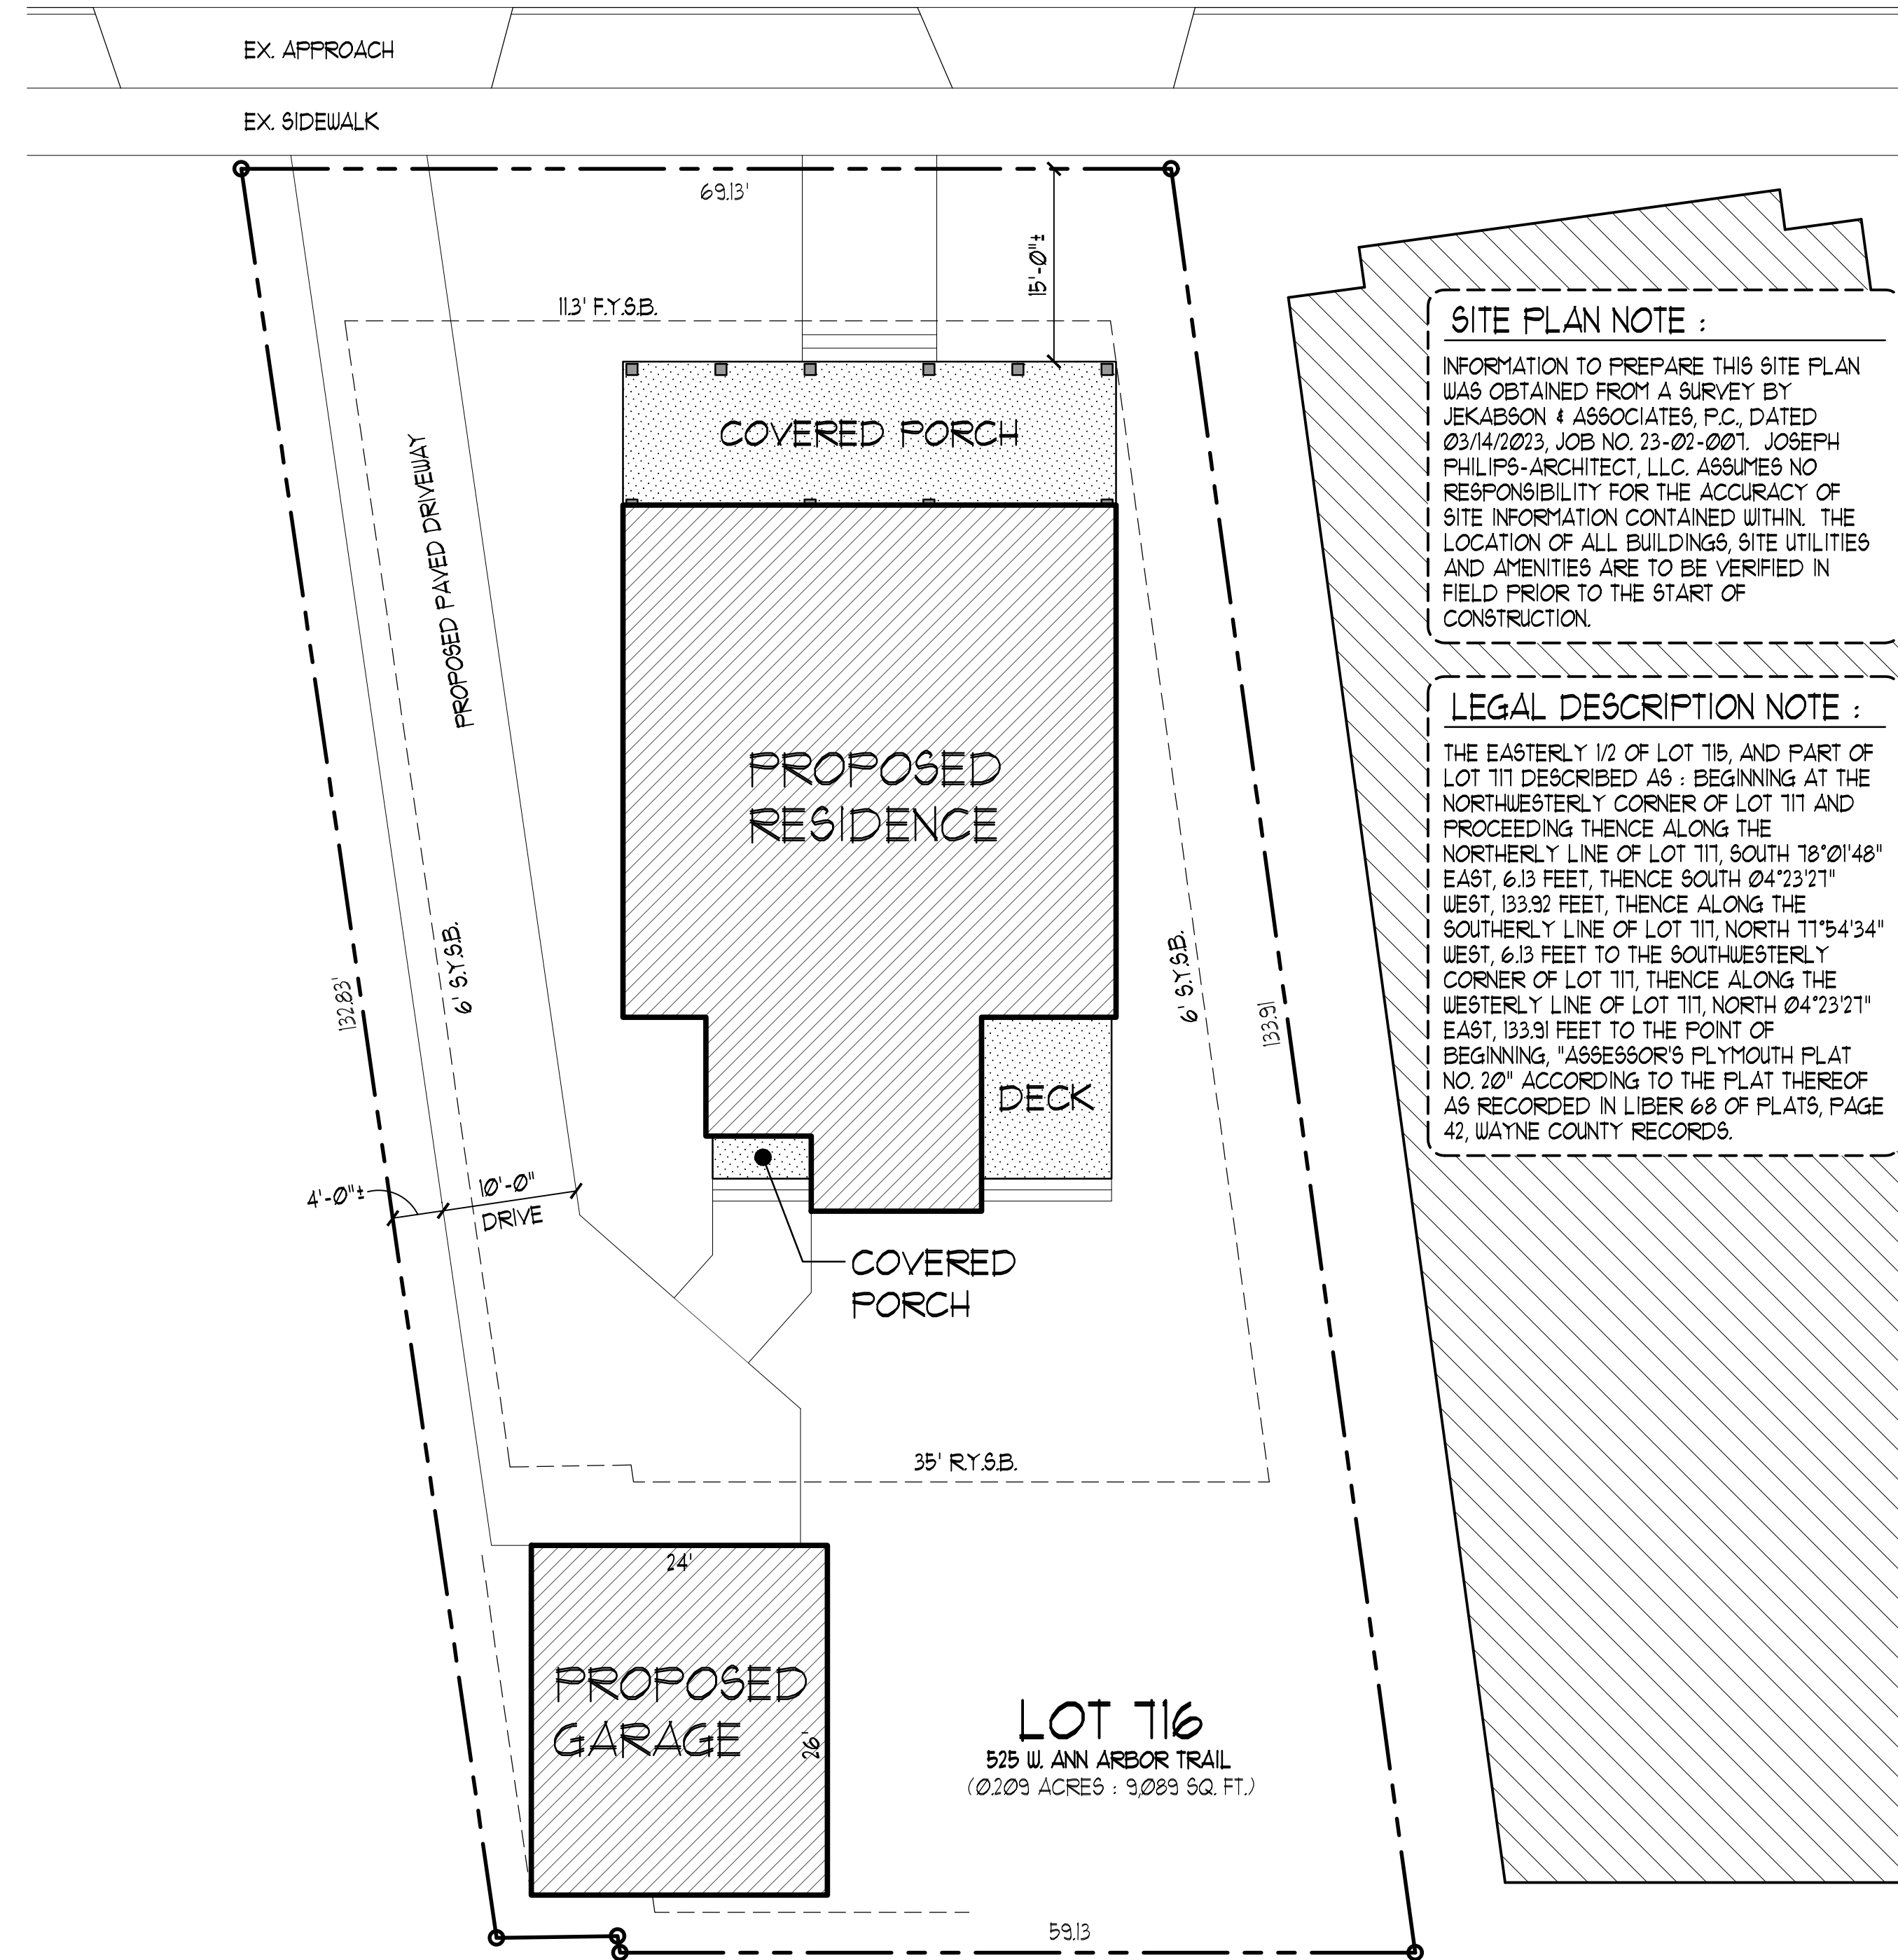 EX. APPROACH
EX. SIDEWALK
69.13'
15'-0"±
11.3' F.Y.S.B.
COVERED PORCH
PROPOSED PAVED DRIVEWAY
PROPOSED
RESIDENCE
6' S.Y.S.B.
132.83'
6' S.Y.S.B.
133.91
DECK
4'-0"±
10'-0"
DRIVE
COVERED
PORCH
35' R.Y.S.B.
24'
PROPOSED
GARAGE
26'
LOT 716
525 W. ANN ARBOR TRAIL
(0.209 ACRES : 9,089 SQ. FT.)
59.13
SITE PLAN NOTE :
INFORMATION TO PREPARE THIS SITE PLAN
WAS OBTAINED FROM A SURVEY BY
JEKABSON & ASSOCIATES, P.C., DATED
03/14/2023, JOB NO. 23-02-007. JOSEPH
PHILIPS-ARCHITECT, LLC. ASSUMES NO
RESPONSIBILITY FOR THE ACCURACY OF
SITE INFORMATION CONTAINED WITHIN. THE
LOCATION OF ALL BUILDINGS, SITE UTILITIES
AND AMENITIES ARE TO BE VERIFIED IN
FIELD PRIOR TO THE START OF
CONSTRUCTION.
LEGAL DESCRIPTION NOTE :
THE EASTERLY 1/2 OF LOT 715, AND PART OF
LOT 717 DESCRIBED AS : BEGINNING AT THE
NORTHWESTERLY CORNER OF LOT 717 AND
PROCEEDING THENCE ALONG THE
NORTHERLY LINE OF LOT 717, SOUTH 78°01'48"
EAST, 6.13 FEET, THENCE SOUTH 04°23'27"
WEST, 133.92 FEET, THENCE ALONG THE
SOUTHERLY LINE OF LOT 717, NORTH 77°54'34"
WEST, 6.13 FEET TO THE SOUTHWESTERLY
CORNER OF LOT 717, THENCE ALONG THE
WESTERLY LINE OF LOT 717, NORTH 04°23'27"
EAST, 133.91 FEET TO THE POINT OF
BEGINNING, "ASSESSOR'S PLYMOUTH PLAT
NO. 20" ACCORDING TO THE PLAT THEREOF
AS RECORDED IN LIBER 68 OF PLATS, PAGE
42, WAYNE COUNTY RECORDS.